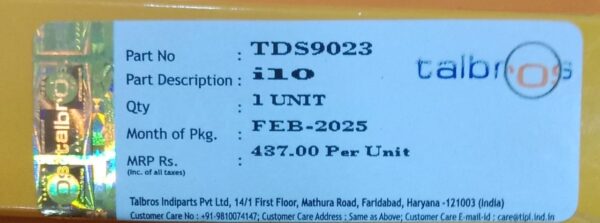 Part No : TDS9023
talbros
Part Description : i10
Qty : 1 UNIT
Month of Pkg. : FEB-2025
MRP Rs. : 437.00 Per Unit
(Inc. of all taxes)
Talbros Indiparts Pvt Ltd, 14/1 First Floor, Mathura Road, Faridabad, Haryana -121003 (India)
Customer Care No : +91-9810074147; Customer Care Address : Same as Above; Customer Care E-mail-id : care@tipl.ind.in
talbros